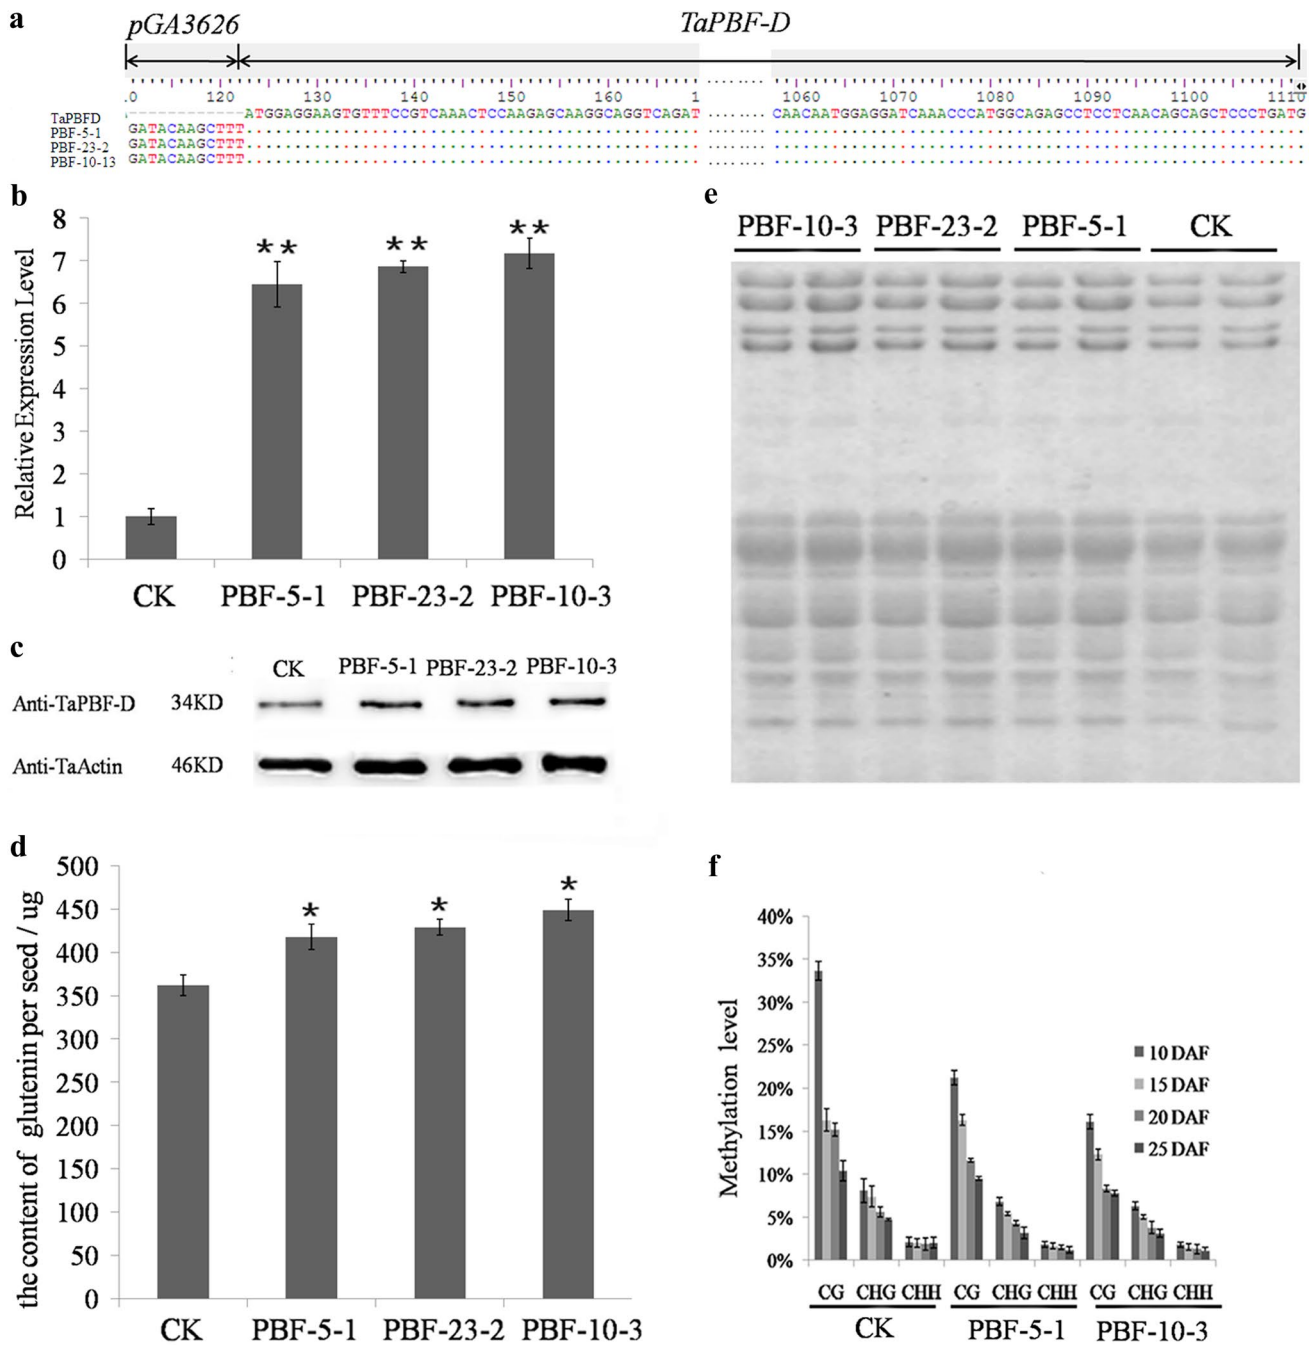 a
pGA3626 TaPBF-D
.0 120 130 140 150 1 ........ 1060 1070 1080 1090 1100 1110
TaPBFD ATGGAGGAAGTGTTTCCGTCAAACTCCAAGAGCAAGGCAGGTCAGAT ........ CAACAATGGAGGATCAAACCCATGGCAGAGCCTCCTCAACAGCAGCTCCCTGATG
PBF-5-1 GATACAAGCTTT
PBF-23-2 GATACAAGCTTT
PBF-10-13 GATACAAGCTTT
b
Relative Expression Level
8
7
6
5
4
3
2
1
0
** ** **
CK PBF-5-1 PBF-23-2 PBF-10-3
c
CK PBF-5-1 PBF-23-2 PBF-10-3
Anti-TaPBF-D 34KD
Anti-TaActin 46KD
d
the content of glutenin per seed / ug
500
450
400
350
300
250
200
150
100
50
0
* * *
CK PBF-5-1 PBF-23-2 PBF-10-3
e
PBF-10-3 PBF-23-2 PBF-5-1 CK
f
Methylation level
40%
35%
30%
25%
20%
15%
10%
5%
0%
10 DAF
15 DAF
20 DAF
25 DAF
CG CHG CHH CG CHG CHH CG CHG CHH
CK PBF-5-1 PBF-10-3